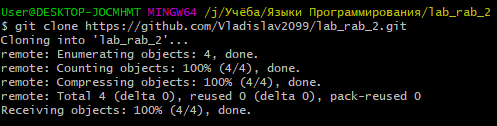 User@DESKTOP-JOCMHMT MINGW64 /j/Учёба/Языки Программирования/lab_rab_2
$ git clone https://github.com/Vladislav2099/lab_rab_2.git
Cloning into 'lab_rab_2'...
remote: Enumerating objects: 4, done.
remote: Counting objects: 100% (4/4), done.
remote: Compressing objects: 100% (4/4), done.
remote: Total 4 (delta 0), reused 0 (delta 0), pack-reused 0
Receiving objects: 100% (4/4), done.